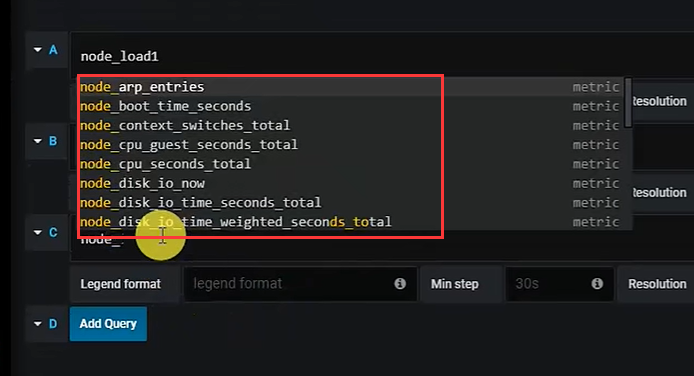 A
node_load1
node_arp_entries metric
node_boot_time_seconds metric
node_context_switches_total metric
node_cpu_guest_seconds_total metric
node_cpu_seconds_total metric
node_disk_io_now metric
node_disk_io_time_seconds_total metric
node_disk_io_time_weighted_seconds_total metric
Resolution
B
Resolution
C
node_
Legend format legend format Min step 30s Resolution
D Add Query